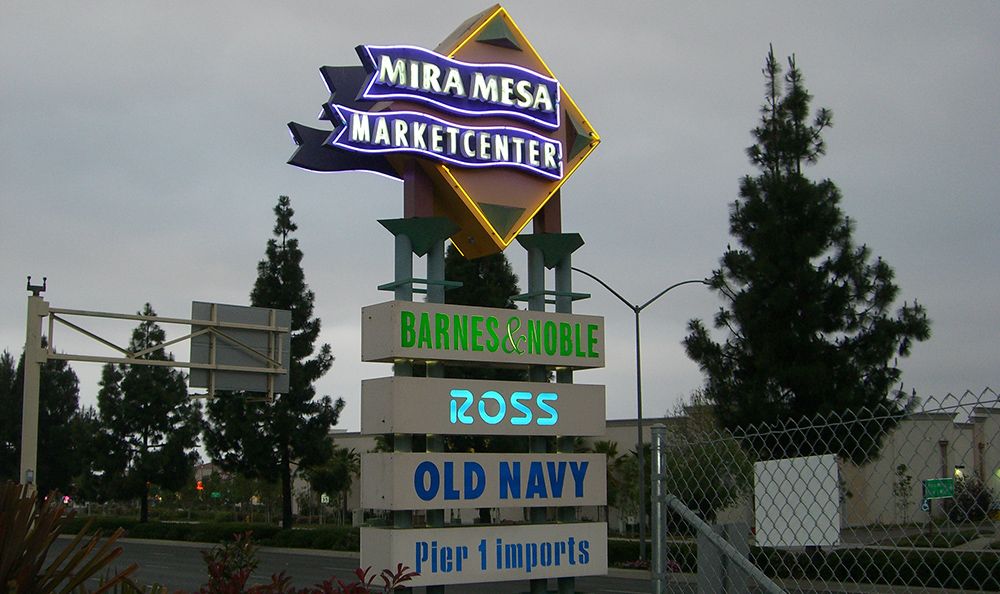 MIRA MESA
MARKETCENTER
BARNES&NOBLE
ROSS
OLD NAVY
Pier 1 imports